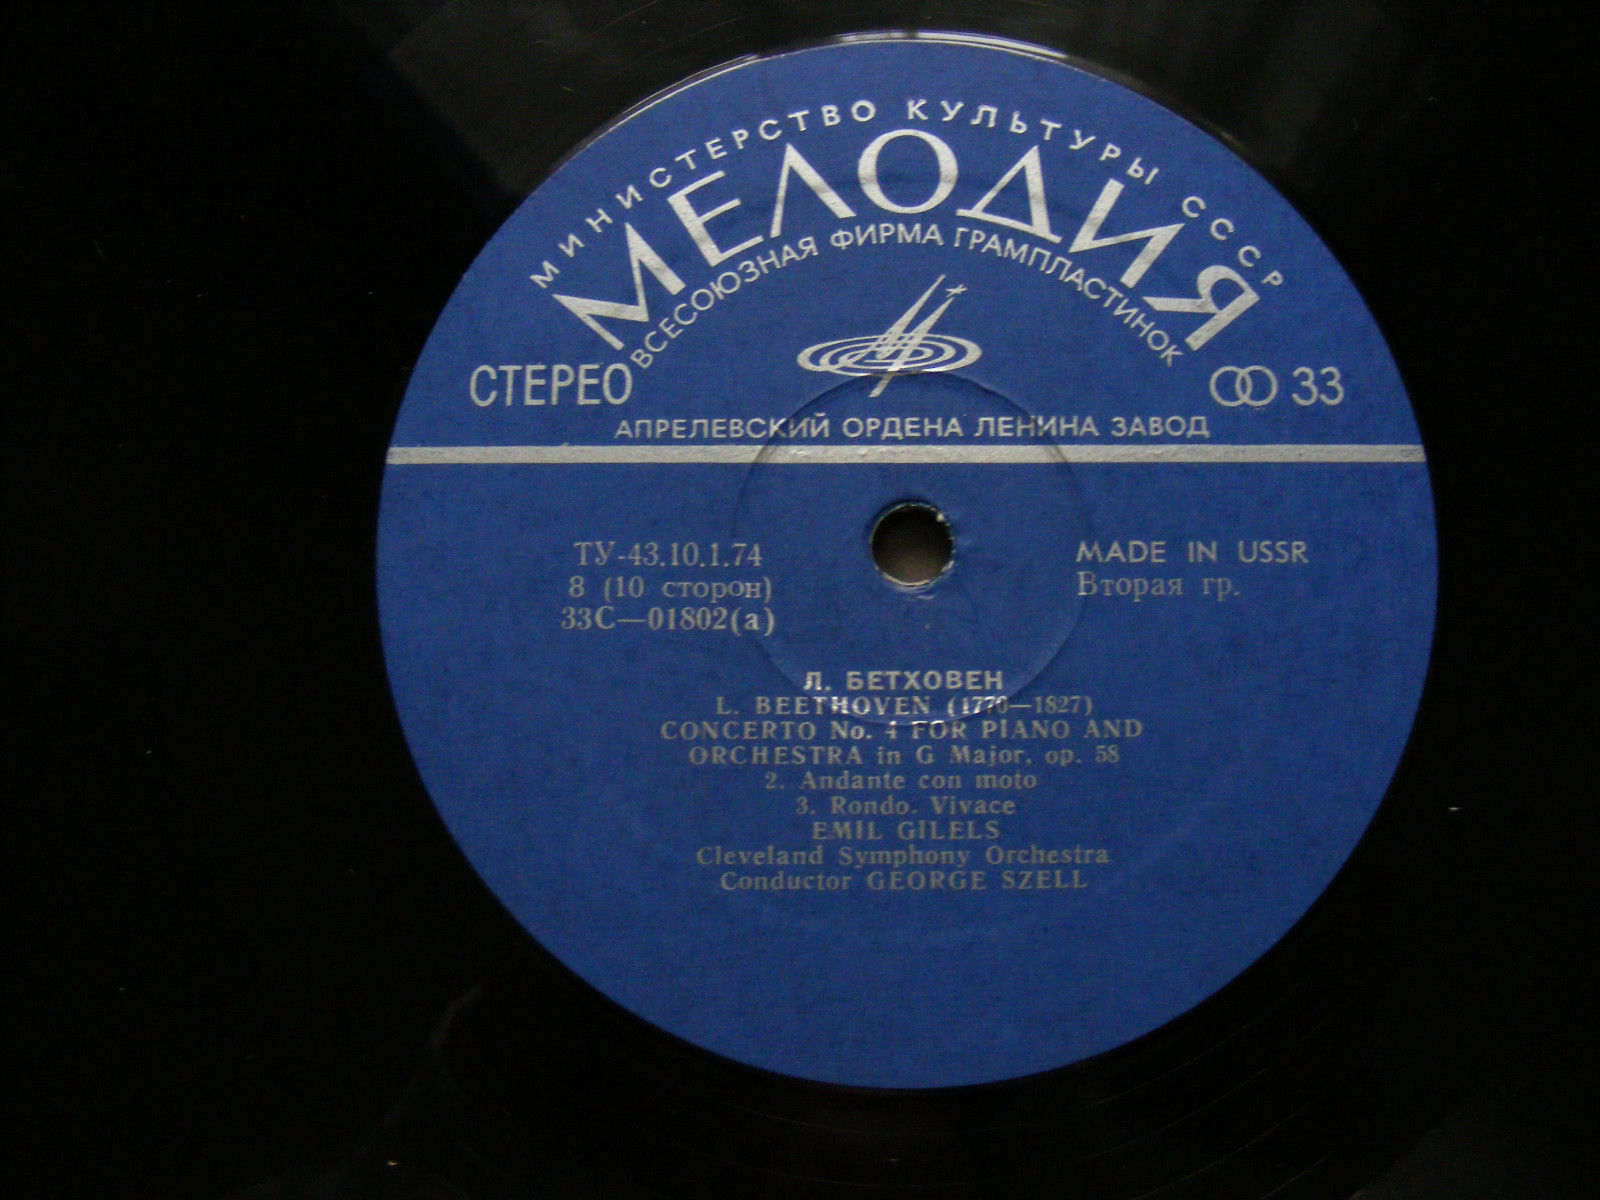 МИНИСТЕРСТВО КУЛЬТУРЫ СССР
МЕЛОДИЯ
ВСЕСОЮЗНАЯ ФИРМА ГРАМПЛАСТИНОК
СТЕРЕО
33
АПРЕЛЕВСКИЙ ОРДЕНА ЛЕНИНА ЗАВОД
ТУ-43.10.1.74
8 (10 сторон)
33С—01802(а)
MADE IN USSR
Вторая гр.
Л. БЕТХОВЕН
L. BEETHOVEN (1770—1827)
CONCERTO No. 4 FOR PIANO AND
ORCHESTRA in G Major, op. 58
2. Andante con moto
3. Rondo. Vivace
EMIL GILELS
Cleveland Symphony Orchestra
Conductor GEORGE SZELL